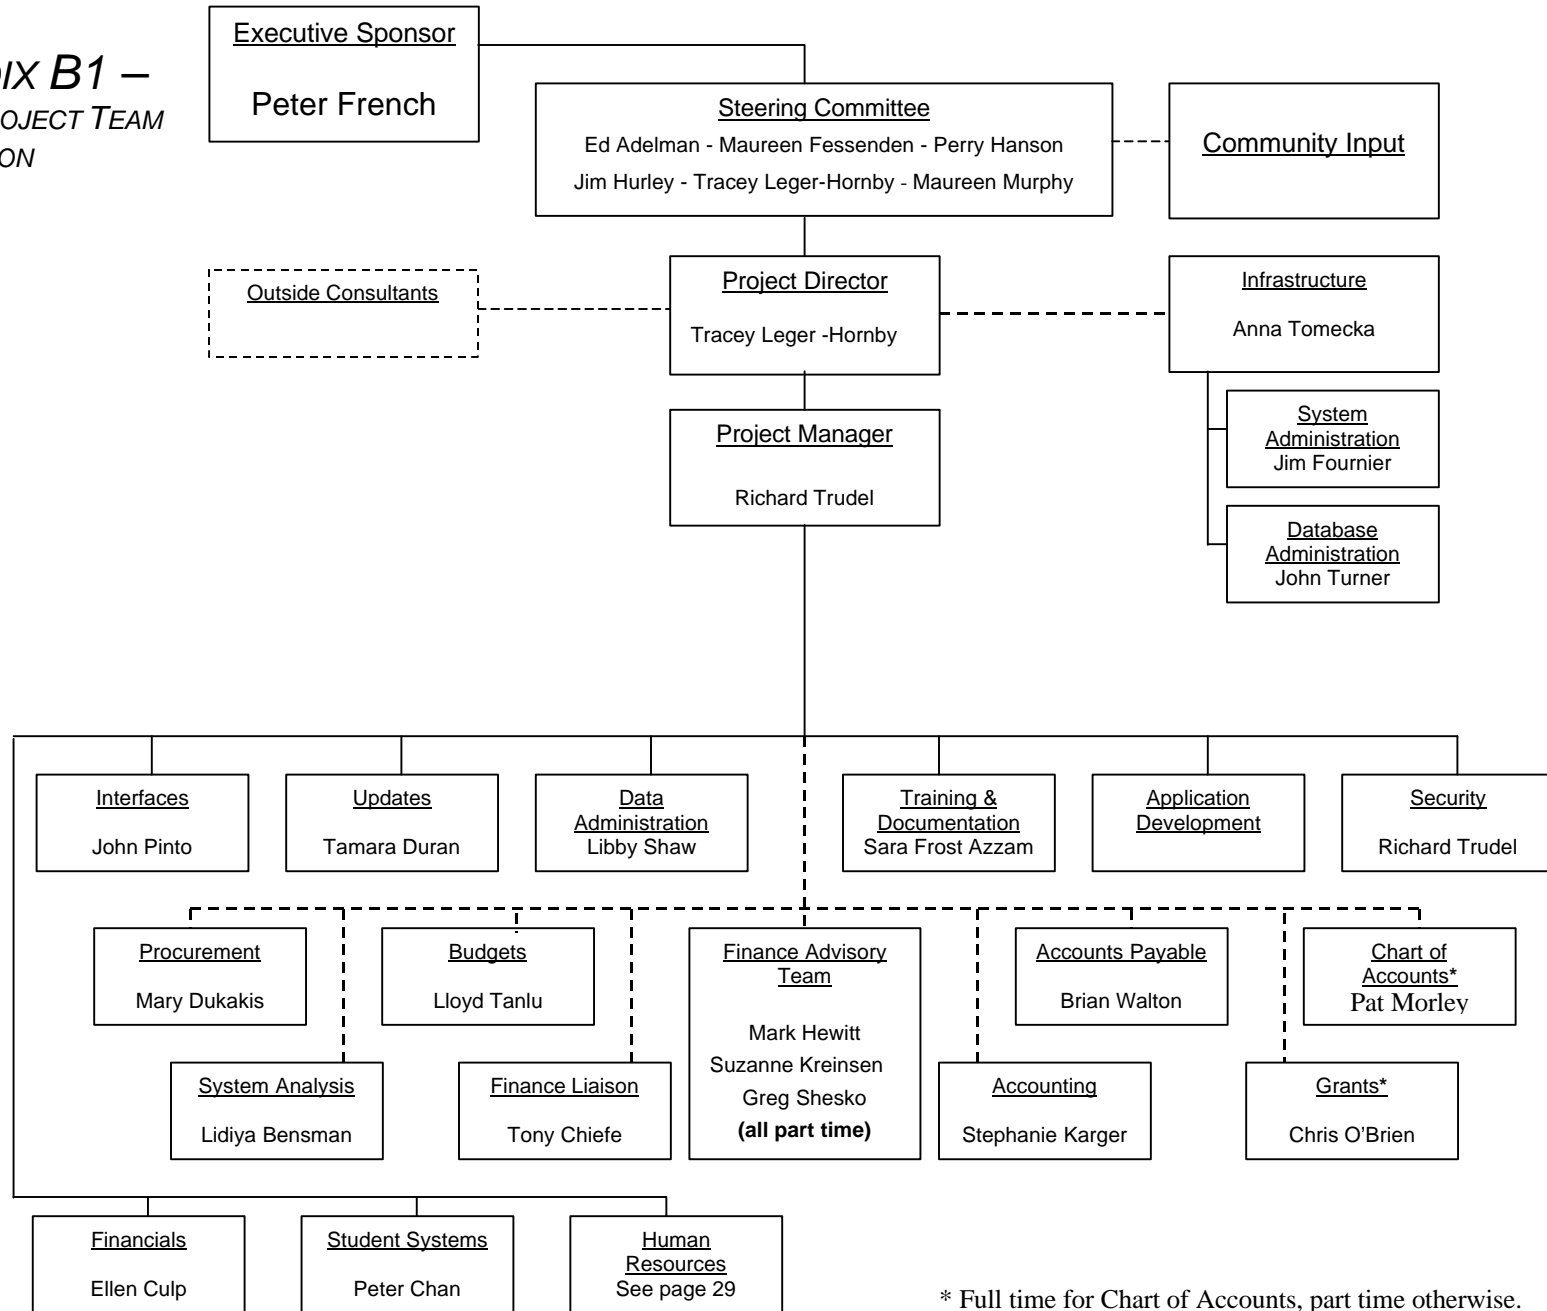 Executive Sponsor
Peter French
DIX B1 –
OJECT TEAM
ON
Steering Committee
Ed Adelman - Maureen Fessenden - Perry Hanson
Jim Hurley - Tracey Leger-Hornby - Maureen Murphy
Community Input
Outside Consultants
Project Director
Tracey Leger -Hornby
Infrastructure
Anna Tomecka
Project Manager
Richard Trudel
System
Administration
Jim Fournier
Database
Administration
John Turner
Interfaces
John Pinto
Updates
Tamara Duran
Data
Administration
Libby Shaw
Training &
Documentation
Sara Frost Azzam
Application
Development
Security
Richard Trudel
Procurement
Mary Dukakis
Budgets
Lloyd Tanlu
Finance Advisory
Team
Mark Hewitt
Suzanne Kreinsen
Greg Shesko
(all part time)
Accounts Payable
Brian Walton
Chart of
Accounts*
Pat Morley
System Analysis
Lidiya Bensman
Finance Liaison
Tony Chiefe
Accounting
Stephanie Karger
Grants*
Chris O'Brien
Financials
Ellen Culp
Student Systems
Peter Chan
Human
Resources
See page 29
* Full time for Chart of Accounts, part time otherwise.